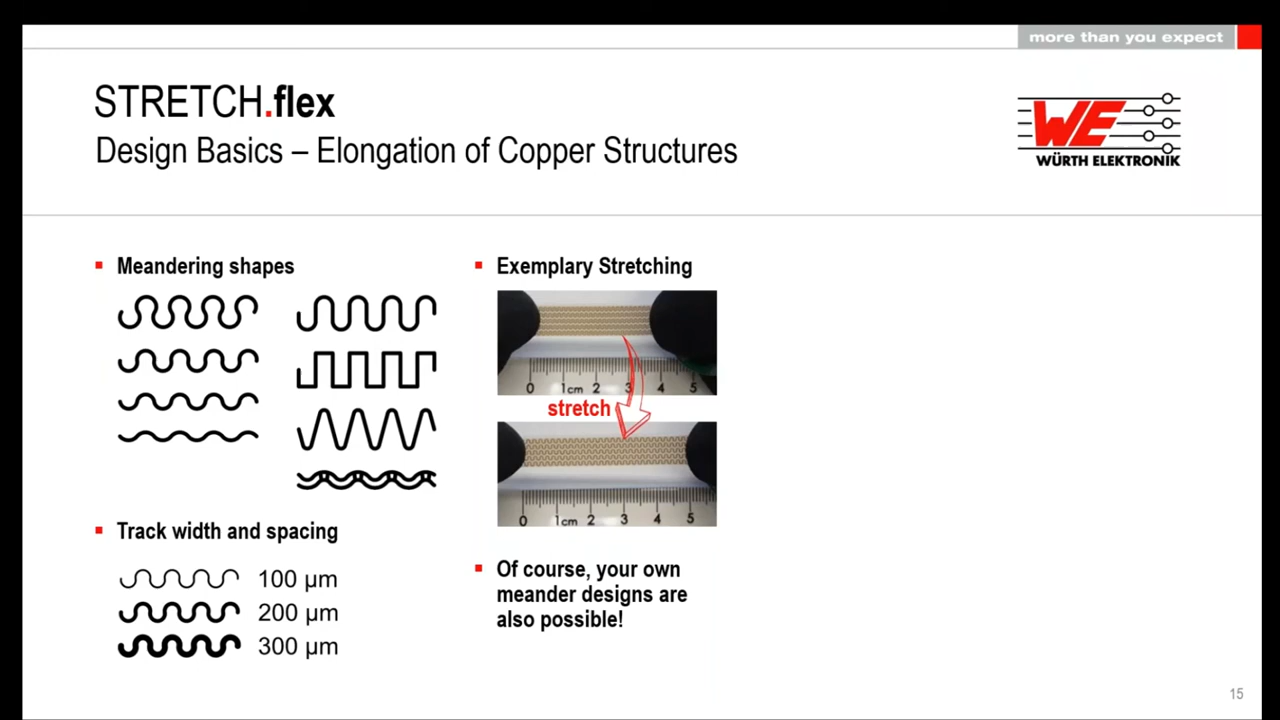 more than you expect
STRETCH.flex
Design Basics – Elongation of Copper Structures
WE
WÜRTH ELEKTRONIK
Meandering shapes
Track width and spacing
100 µm
200 µm
300 µm
Exemplary Stretching
0 1cm 2 3 4 5
stretch
0 1cm 2 3 4 5
Of course, your own
meander designs are
also possible!
15